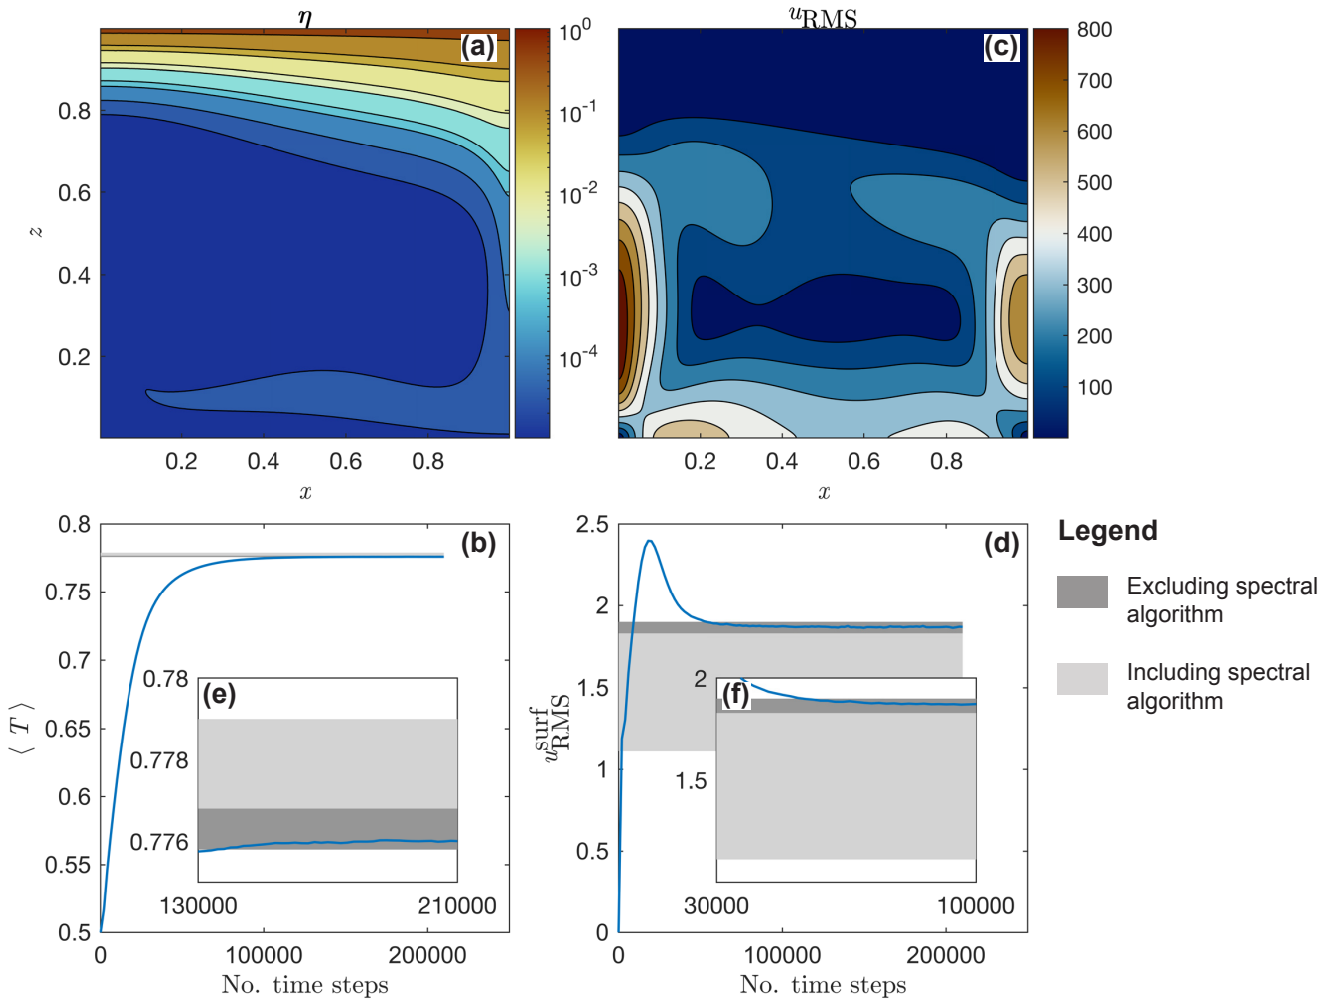 η
(a)
10⁰
10⁻¹
10⁻²
10⁻³
10⁻⁴
0.8
0.6
0.4
0.2
z
0.2 0.4 0.6 0.8
x
uRMS
(c)
800
700
600
500
400
300
200
100
0.2 0.4 0.6 0.8
x
(b)
0.8
0.75
0.7
0.65
0.6
0.55
0.5
⟨ T ⟩
0 100000 200000
No. time steps
(e)
0.78
0.778
0.776
130000 210000
(d)
2.5
2
1.5
1
0.5
0
u surf RMS
0 100000 200000
No. time steps
(f)
2
1.5
30000 100000
Legend
Excluding spectral
algorithm
Including spectral
algorithm